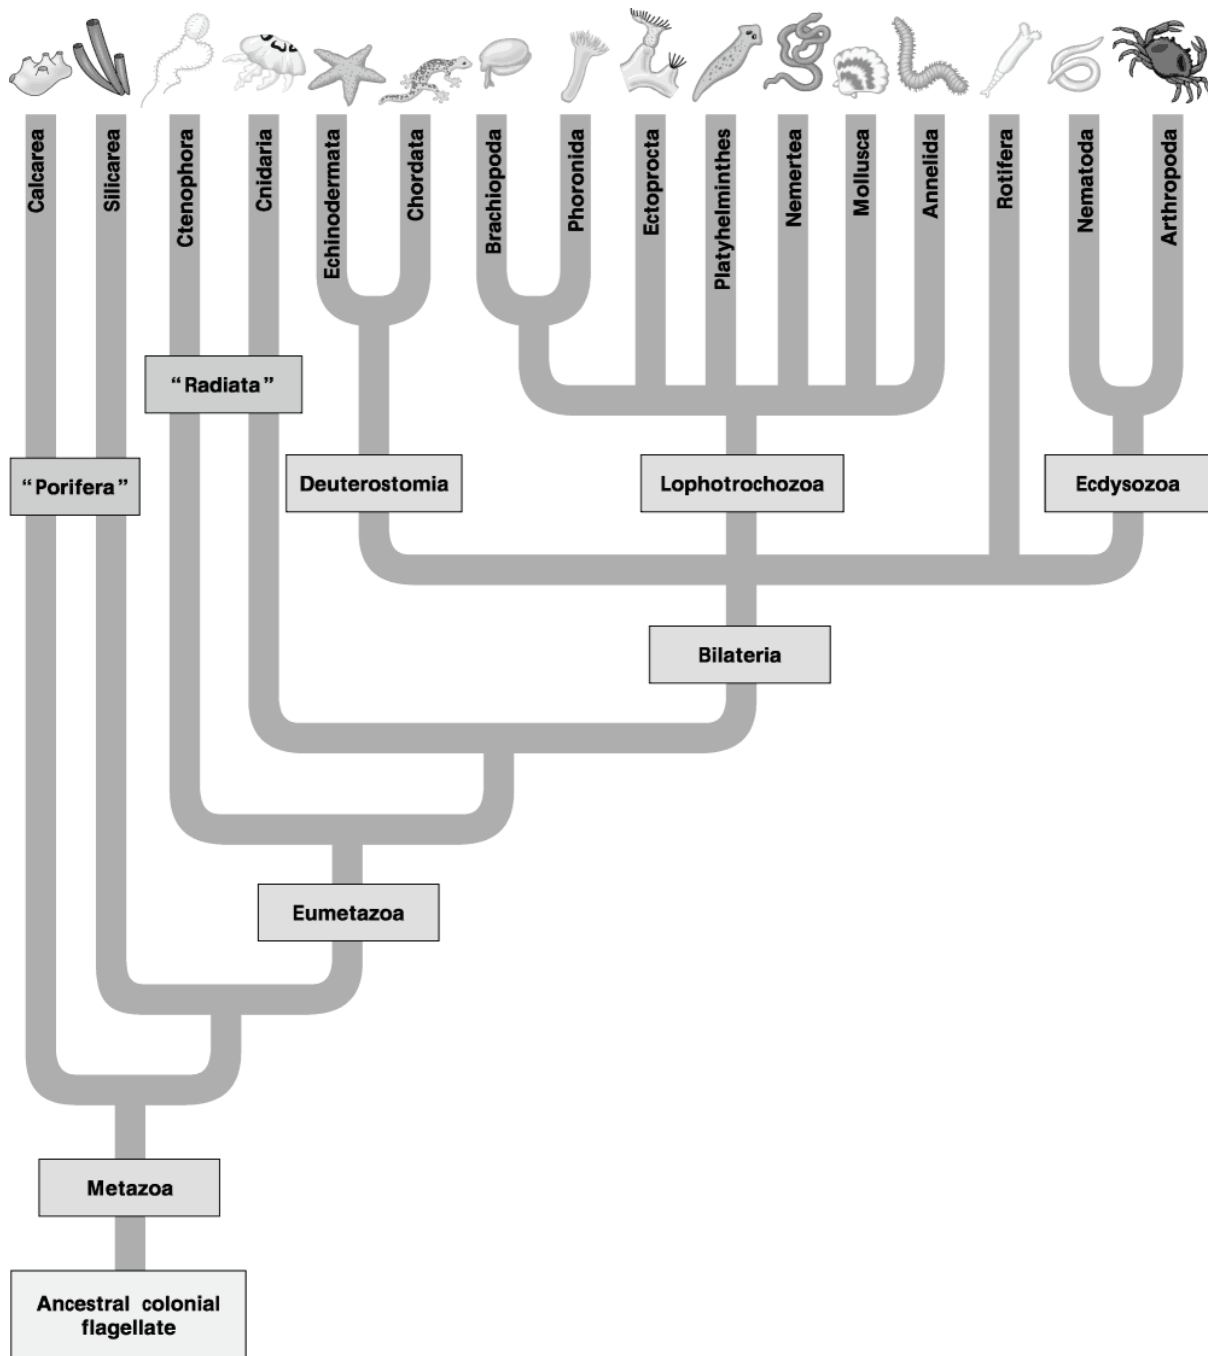 Calcarea
Silicarea
Ctenophora
Cnidaria
Echinodermata
Chordata
Brachiopoda
Phoronida
Ectoprocta
Platyhelminthes
Nemertea
Mollusca
Annelida
Rotifera
Nematoda
Arthropoda
“Radiata”
“Porifera”
Deuterostomia
Lophotrochozoa
Ecdysozoa
Bilateria
Eumetazoa
Metazoa
Ancestral colonial
flagellate